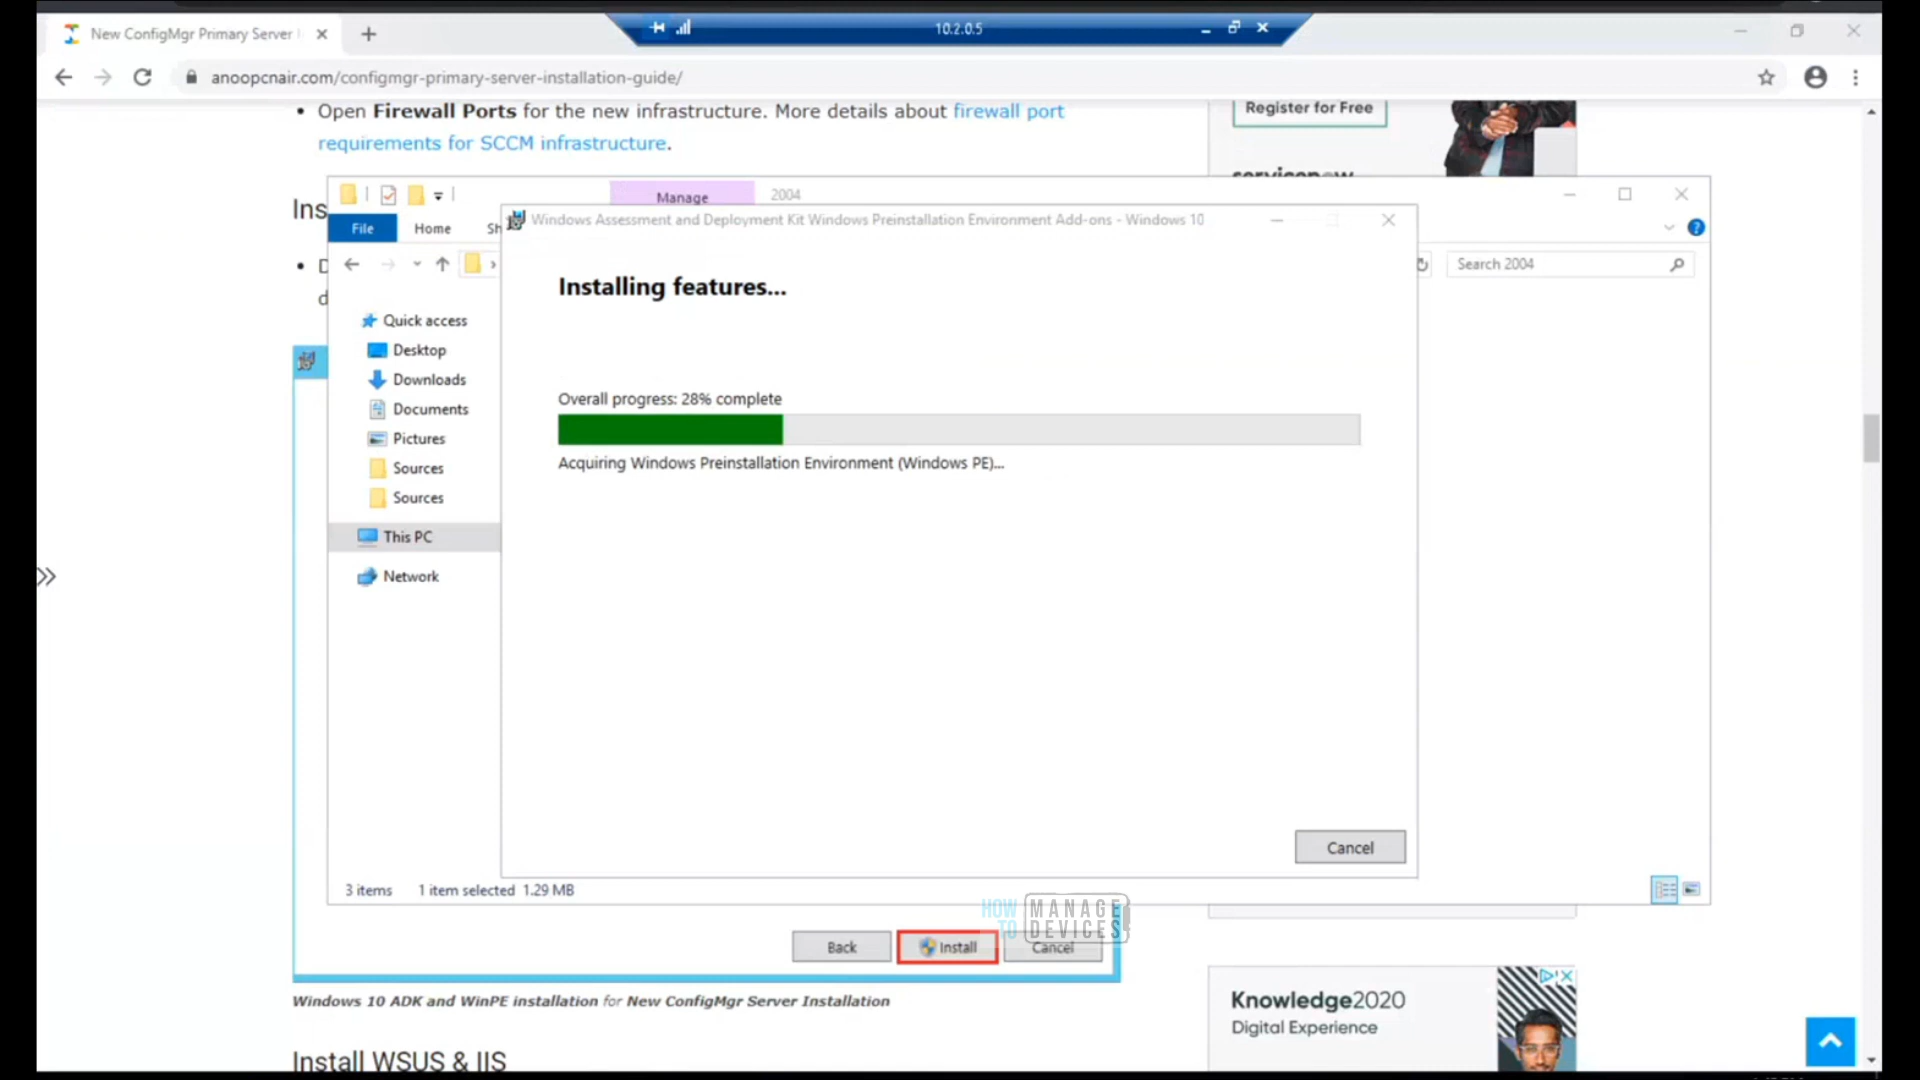 New ConfigMgr Primary Server
10.2.0.5
anoopcnair.com/configmgr-primary-server-installation-guide/
• Open Firewall Ports for the new infrastructure. More details about firewall port
requirements for SCCM infrastructure.
Register for Free
servicenow
Manage
2004
Ins
File
Home
Sh
Windows Assessment and Deployment Kit Windows Preinstallation Environment Add-ons - Windows 10
Search 2004
• D
d
Installing features...
Quick access
Desktop
Downloads
Documents
Pictures
Sources
Sources
This PC
Network
Overall progress: 28% complete
Acquiring Windows Preinstallation Environment (Windows PE)...
Cancel
3 items
1 item selected 1.29 MB
HOW TO
MANAGE
DEVICES
Back
Install
Cancel
Windows 10 ADK and WinPE installation for New ConfigMgr Server Installation
Install WSUS & IIS
Knowledge2020
Digital Experience